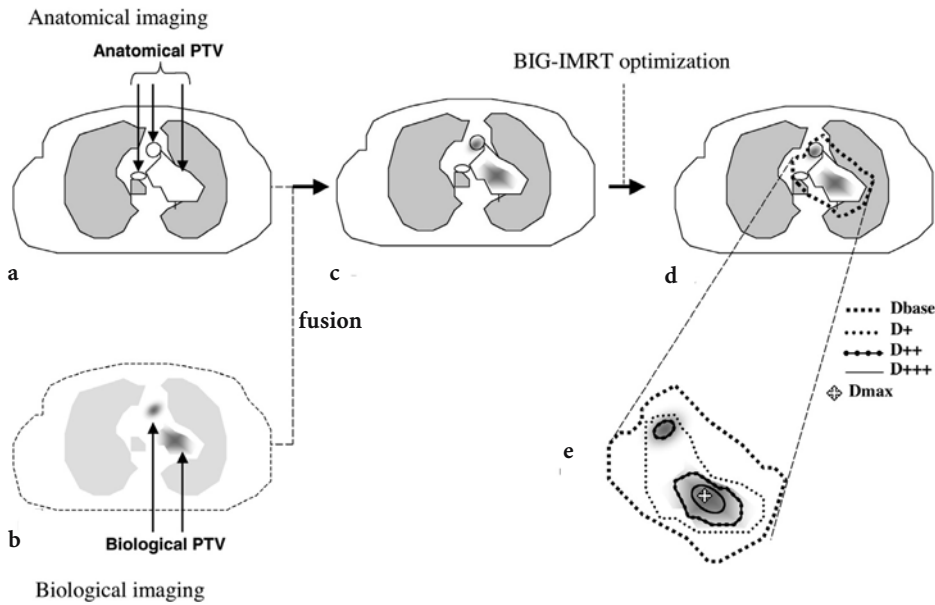 Anatomical imaging
Anatomical PTV
BIG-IMRT optimization
a
c
d
fusion
Dbase
D+
D++
D+++
Dmax
e
b
Biological PTV
Biological imaging